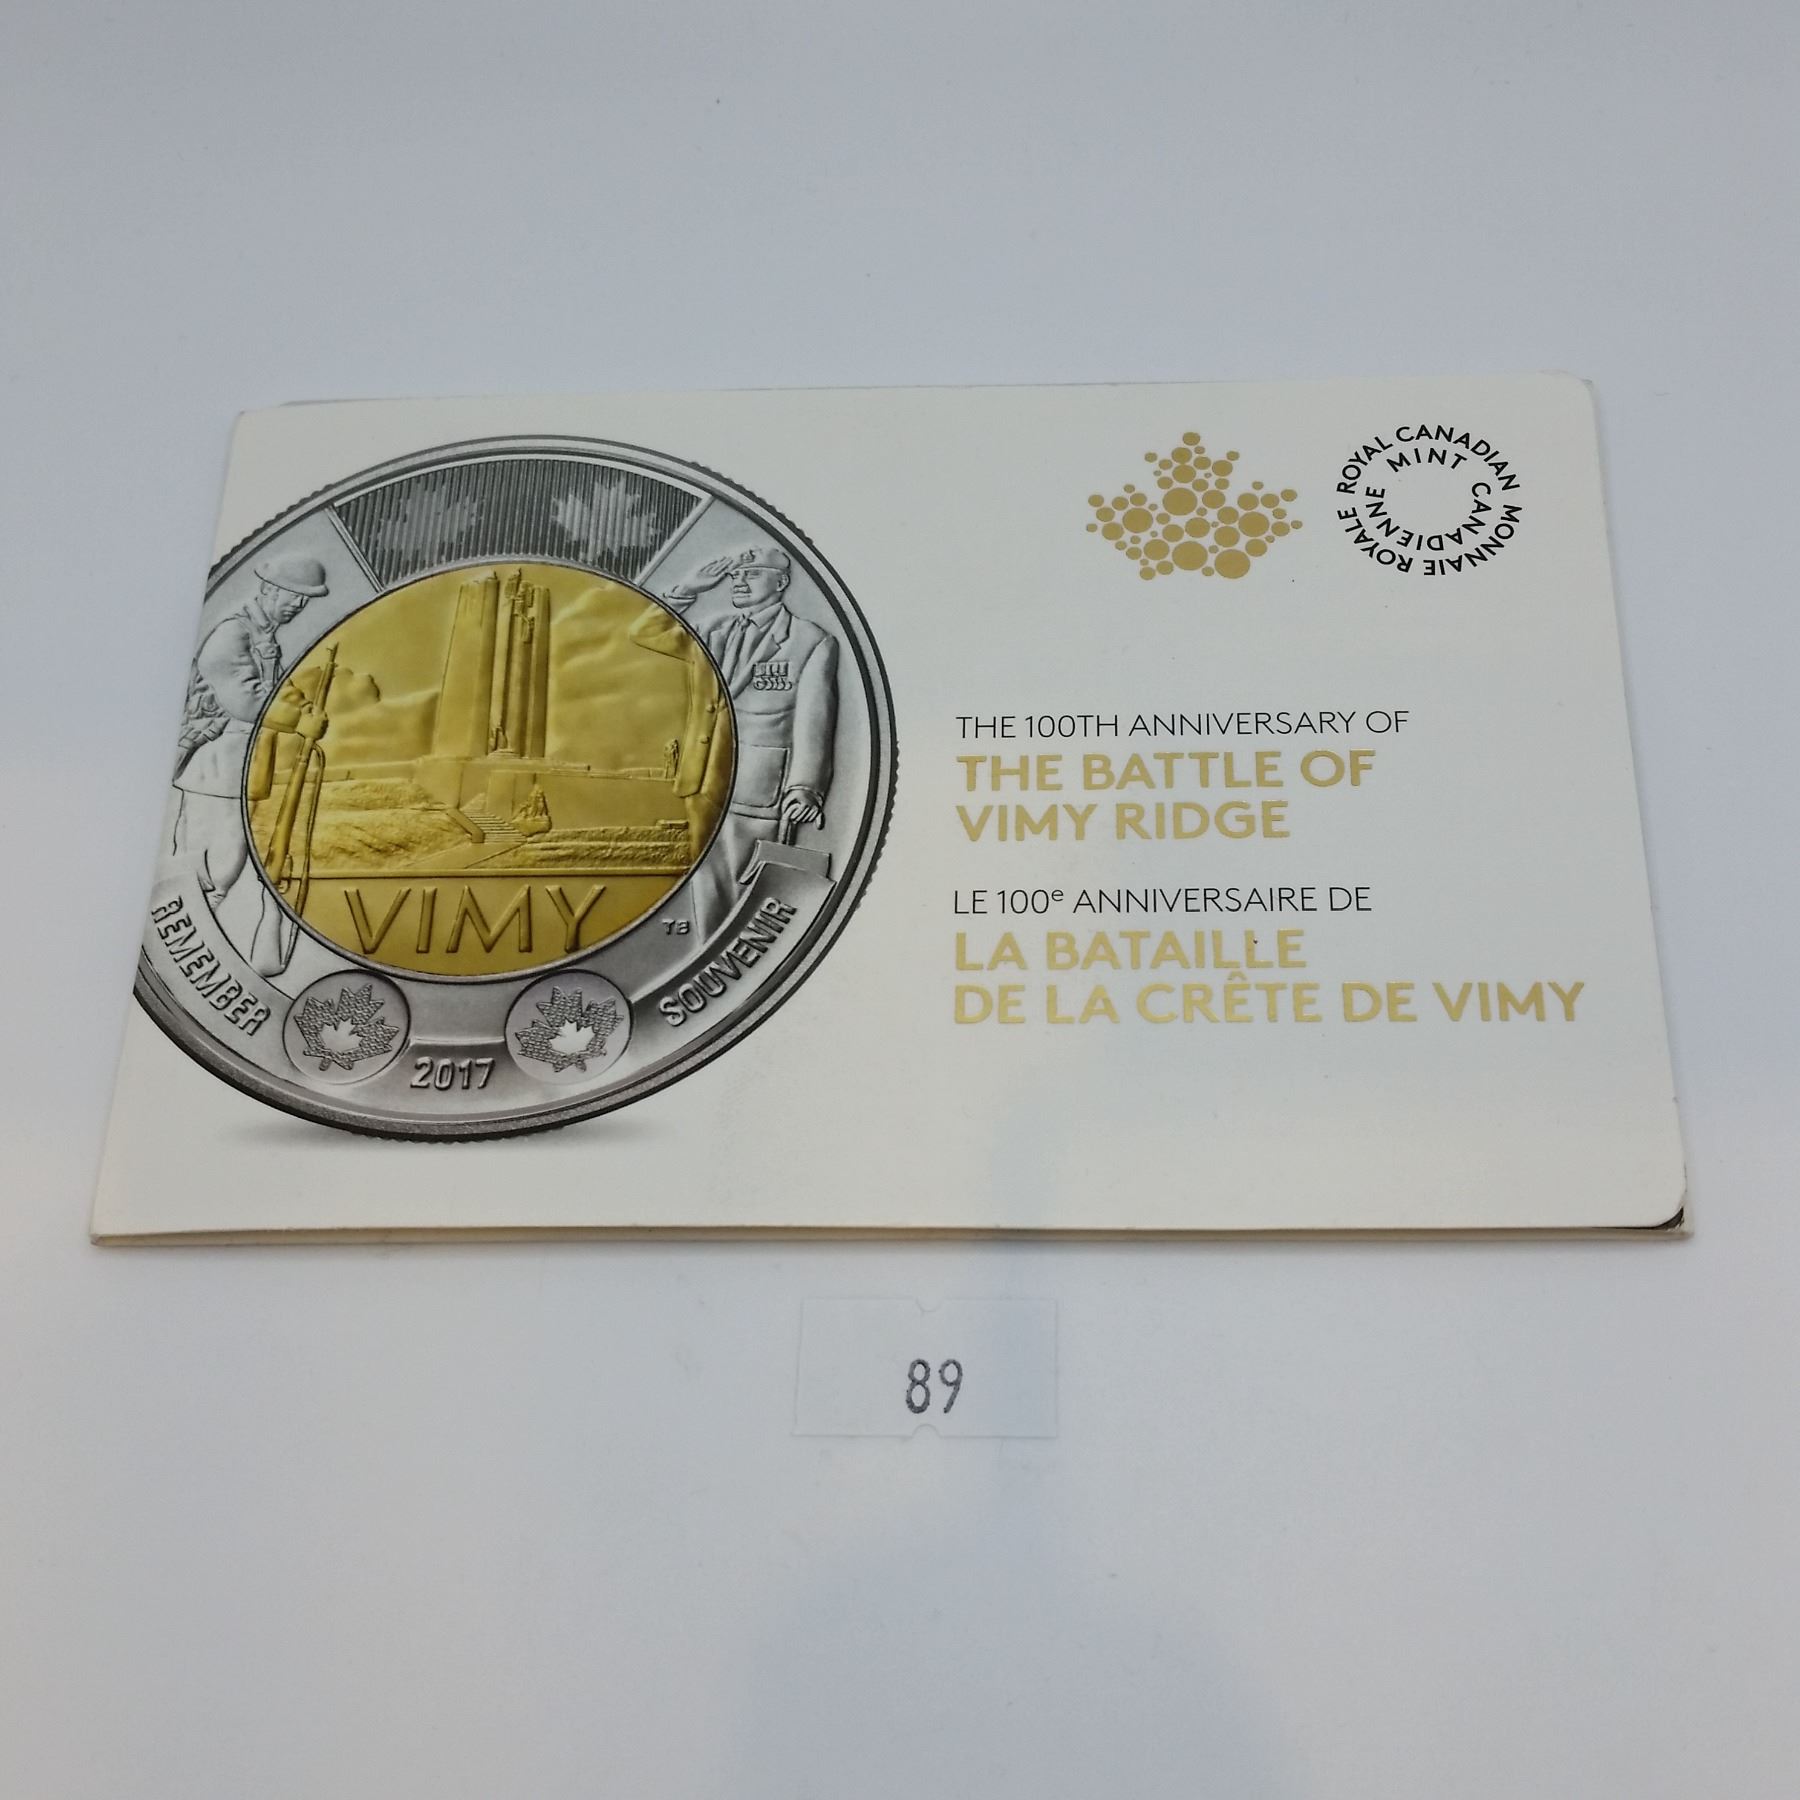 ROYAL CANADIAN MINT
MONNAIE ROYALE CANADIENNE
THE 100TH ANNIVERSARY OF
THE BATTLE OF
VIMY RIDGE
LE 100e ANNIVERSAIRE DE
LA BATAILLE
DE LA CRÊTE DE VIMY
VIMY
TB
REMEMBER
SOUVENIR
2017
89